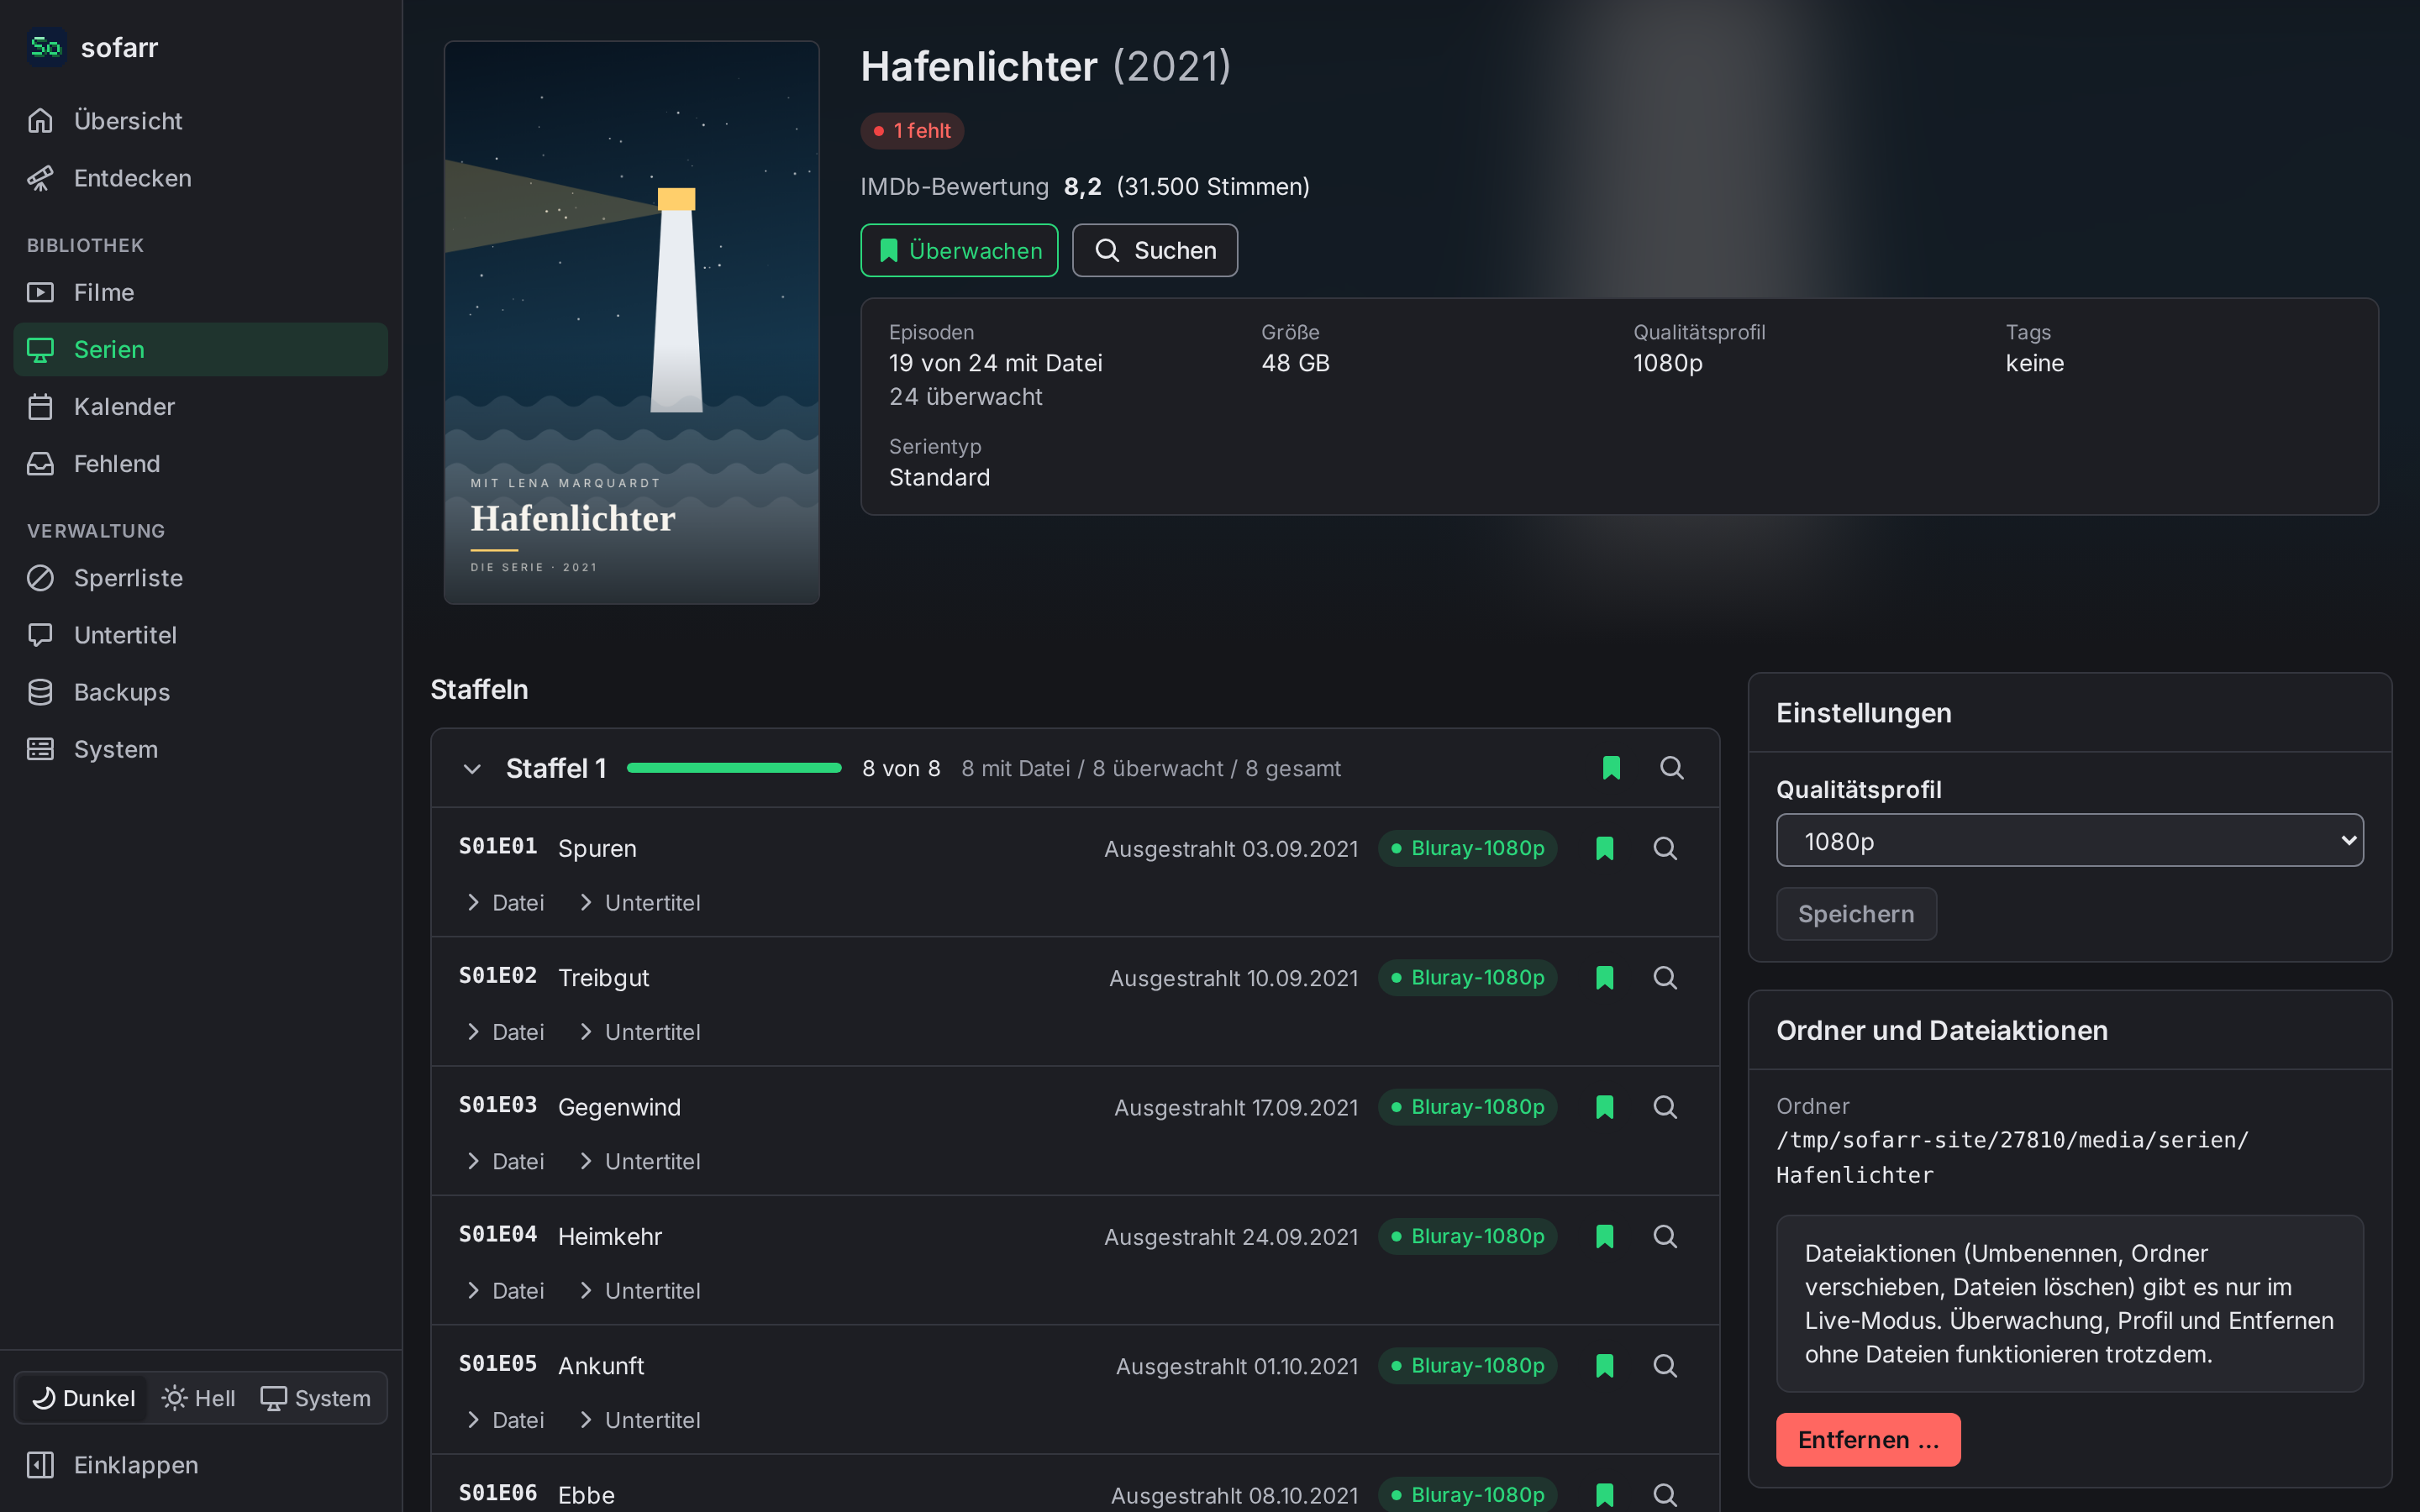 So sofarr
Übersicht
Entdecken
BIBLIOTHEK
Filme
Serien
Kalender
Fehlend
VERWALTUNG
Sperrliste
Untertitel
Backups
System
Dunkel Hell System
Einklappen
MIT LENA MARQUARDT
Hafenlichter
DIE SERIE · 2021
Hafenlichter (2021)
1 fehlt
IMDb-Bewertung 8,2 (31.500 Stimmen)
Überwachen Suchen
Episoden Größe Qualitätsprofil Tags
19 von 24 mit Datei 48 GB 1080p keine
24 überwacht
Serientyp
Standard
Staffeln
Staffel 1 8 von 8 8 mit Datei / 8 überwacht / 8 gesamt
S01E01 Spuren Ausgestrahlt 03.09.2021 Bluray-1080p
Datei Untertitel
S01E02 Treibgut Ausgestrahlt 10.09.2021 Bluray-1080p
Datei Untertitel
S01E03 Gegenwind Ausgestrahlt 17.09.2021 Bluray-1080p
Datei Untertitel
S01E04 Heimkehr Ausgestrahlt 24.09.2021 Bluray-1080p
Datei Untertitel
S01E05 Ankunft Ausgestrahlt 01.10.2021 Bluray-1080p
Datei Untertitel
S01E06 Ebbe Ausgestrahlt 08.10.2021 Bluray-1080p
Einstellungen
Qualitätsprofil
1080p
Speichern
Ordner und Dateiaktionen
Ordner
/tmp/sofarr-site/27810/media/serien/
Hafenlichter
Dateiaktionen (Umbenennen, Ordner
verschieben, Dateien löschen) gibt es nur im
Live-Modus. Überwachung, Profil und Entfernen
ohne Dateien funktionieren trotzdem.
Entfernen ...